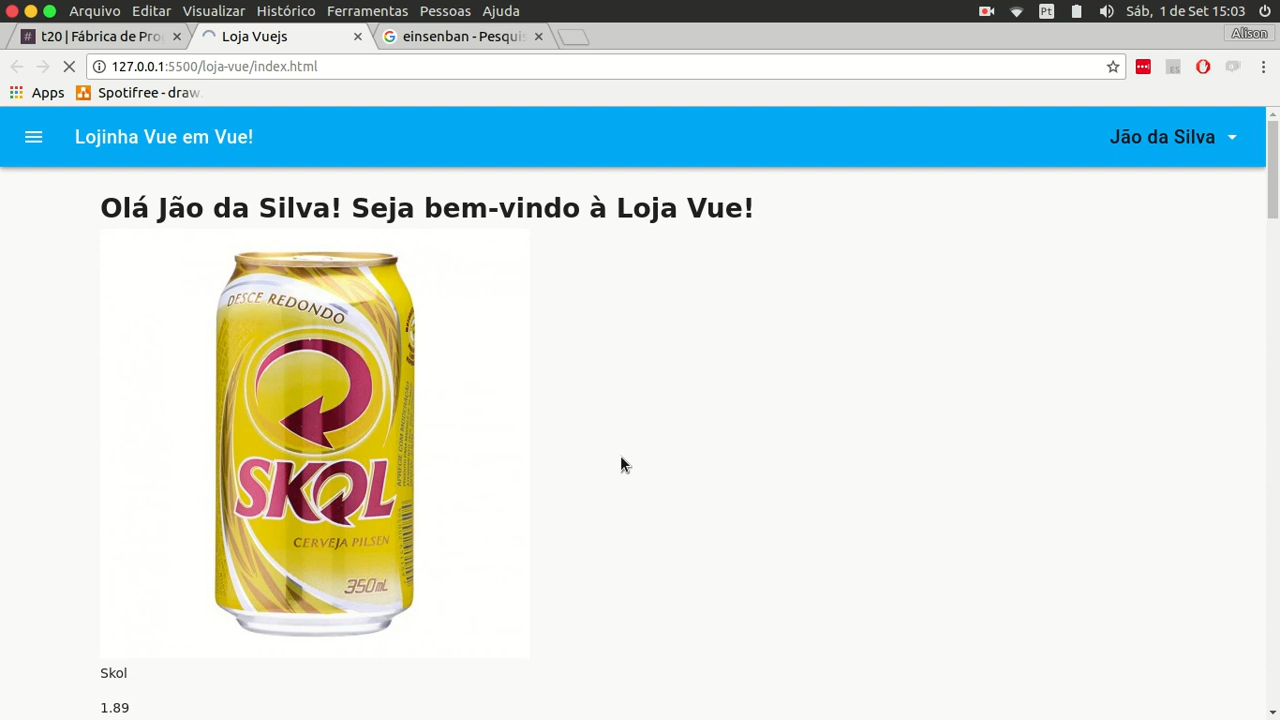 Arquivo Editar Visualizar Histórico Ferramentas Pessoas Ajuda Pt Sáb, 1 de Set 15:03
# t20 | Fábrica de Pro Loja Vuejs einsenban - Pesquis Alison
127.0.0.1:5500/loja-vue/index.html
Apps Spotifree - draw.
Lojinha Vue em Vue! Jão da Silva
Olá Jão da Silva! Seja bem-vindo à Loja Vue!
DESCE REDONDO
SKOL
CERVEJA PILSEN
350ml
Skol
1.89